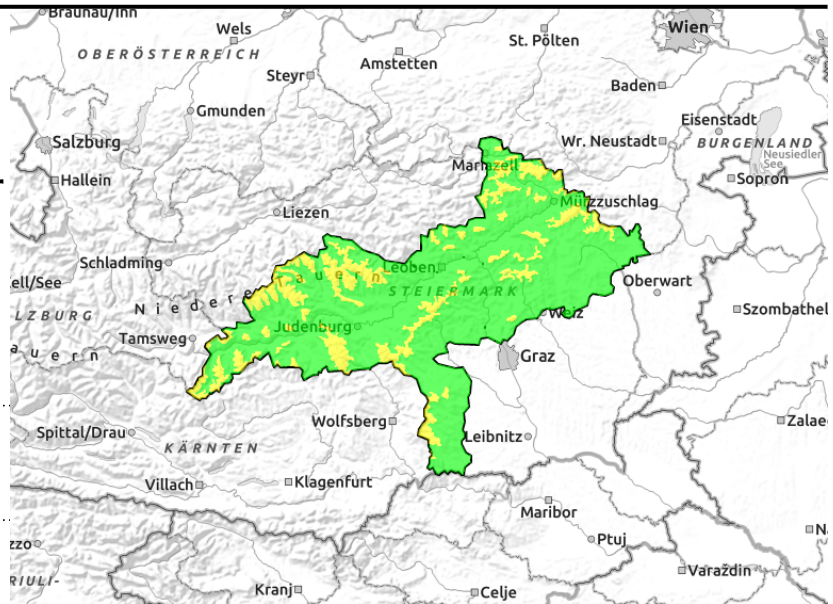 Braunau/Inn
Wels
Wien
St. Pölten
OBERÖSTERREICH
Amstetten
Steyr
Baden
Gmunden
Eisenstadt
Salzburg
Wr. Neustadt
BURGENLAND
Neusiedler
See
Mariazell
Hallein
Sopron
Mürzzuschlag
Liezen
Schladming
Leoben
ell/See
Niedere Tauern
STEIERMARK
Oberwart
LZBURG
Szombathel
Weiz
Judenburg
Tamsweg
auern
Graz
Wolfsberg
Zalae
Spittal/Drau
Leibnitz
KÄRNTEN
Villach
Klagenfurt
Maribor
N
zzo
Ptuj
Varaždin
RIULI-
Kranj
Celje